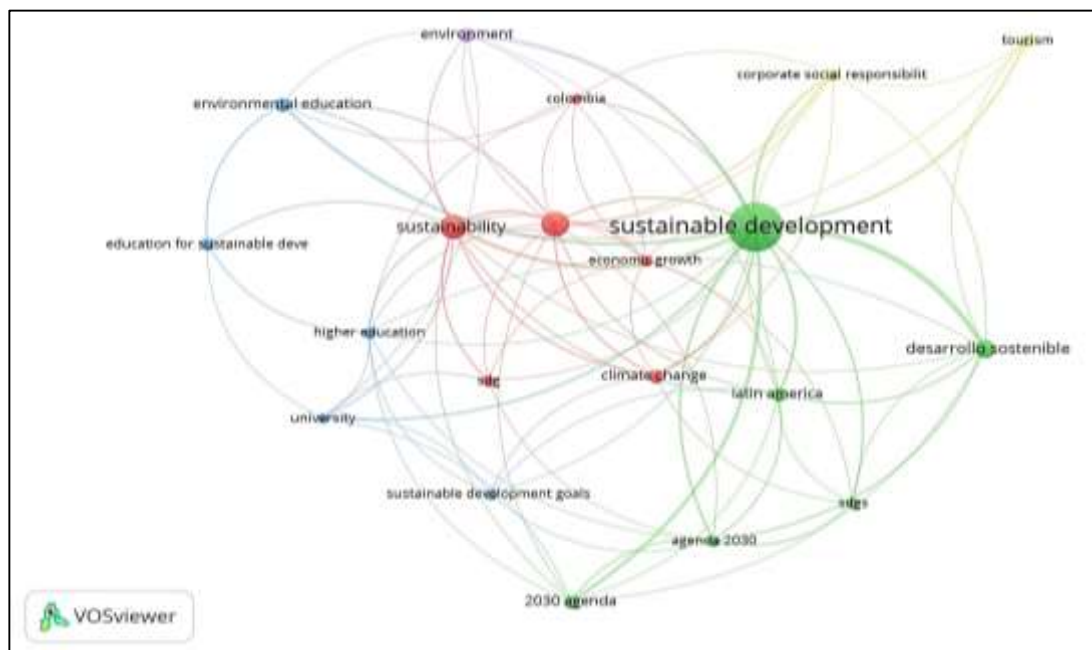 environment
tourism
corporate social responsibilit
environmental education
colombia
sustainability
sustainable development
education for sustainable deve
economic growth
higher education
desarrollo sostenible
sdg
climate change
latin america
university
sustainable development goals
sdgs
agenda 2030
2030 agenda
VOSviewer